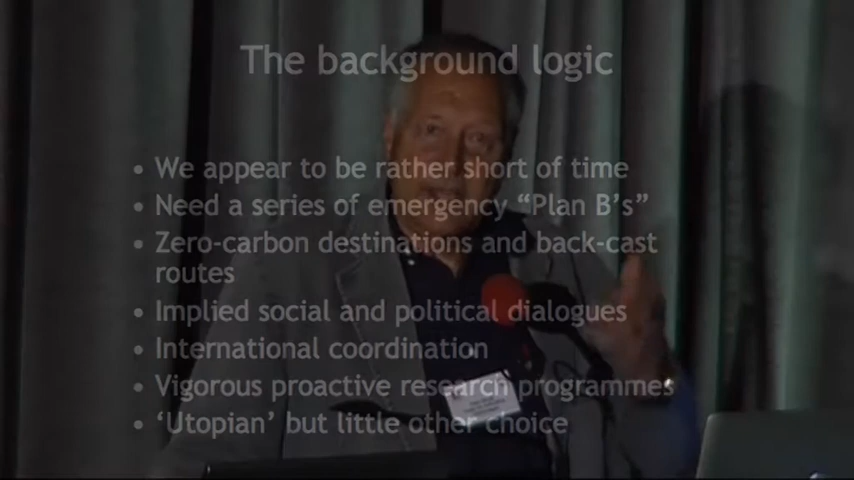 The background logic
• We appear to be rather short of time
• Need a series of emergency “Plan B’s”
• Zero-carbon destinations and back-cast
routes
• Implied social and political dialogues
• International coordination
• Vigorous proactive research programmes
• ‘Utopian’ but little other choice